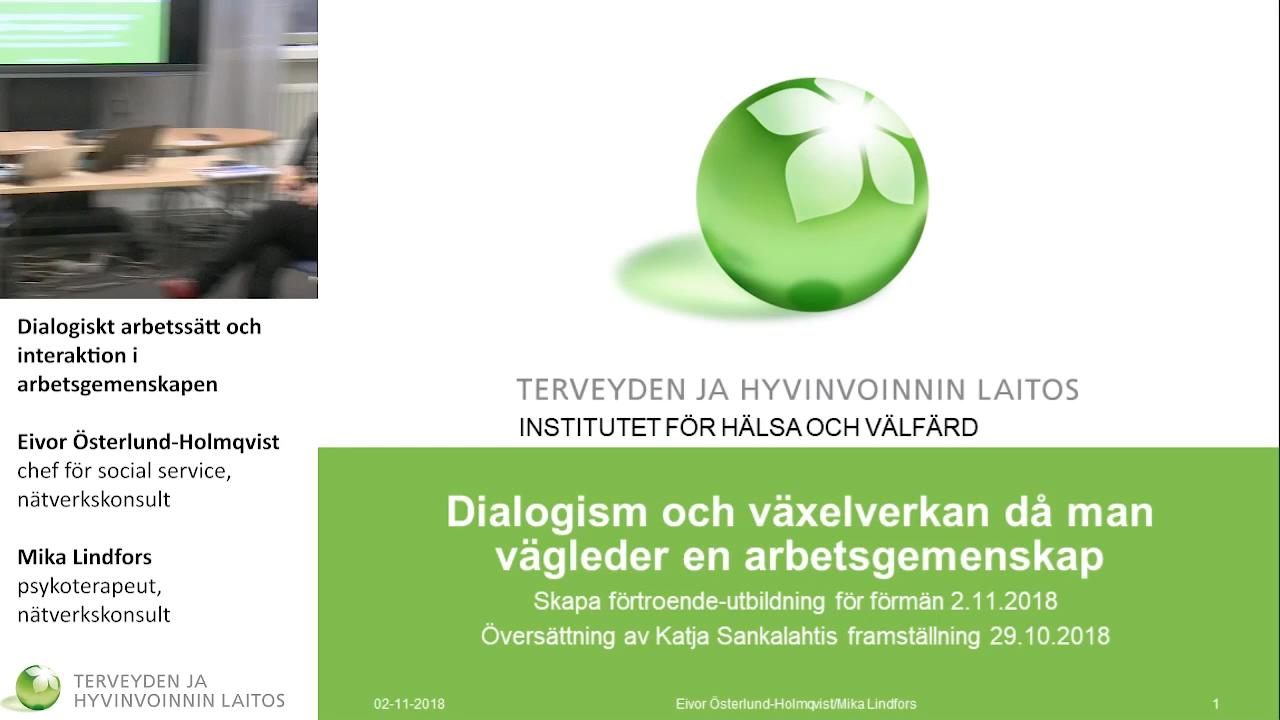 Dialogiskt arbetssätt och
interaktion i
arbetsgemenskapen
Eivor Österlund-Holmqvist
chef för social service,
nätverkskonsult
Mika Lindfors
psykoterapeut,
nätverkskonsult
TERVEYDEN JA
HYVINVOINNIN LAITOS
TERVEYDEN JA HYVINVOINNIN LAITOS
INSTITUTET FÖR HÄLSA OCH VÄLFÄRD
Dialogism och växelverkan då man
vägleder en arbetsgemenskap
Skapa förtroende-utbildning för förmän 2.11.2018
Översättning av Katja Sankalahtis framställning 29.10.2018
02-11-2018
Eivor Österlund-Holmqvist/Mika Lindfors
1